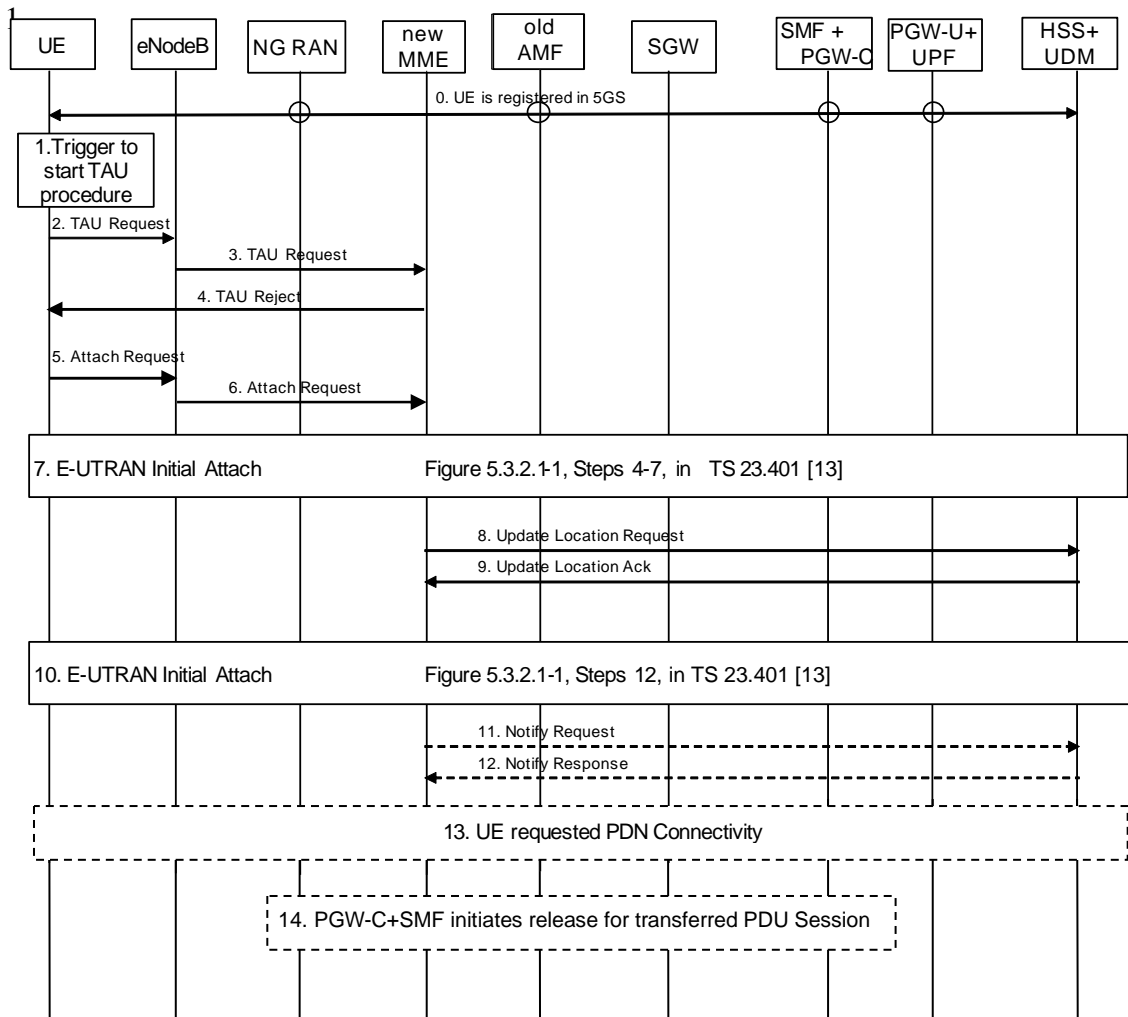 1
UE
eNodeB
NG RAN
new
MME
old
AMF
SGW
SMF +
PGW-C
PGW-U+
UPF
HSS+
UDM
0. UE is registered in 5GS
1.Trigger to
start TAU
procedure
2. TAU Request
3. TAU Request
4. TAU Reject
5. Attach Request
6. Attach Request
7. E-UTRAN Initial Attach Figure 5.3.2.1-1, Steps 4-7, in TS 23.401 [13]
8. Update Location Request
9. Update Location Ack
10. E-UTRAN Initial Attach Figure 5.3.2.1-1, Steps 12, in TS 23.401 [13]
11. Notify Request
12. Notify Response
13. UE requested PDN Connectivity
14. PGW-C+SMF initiates release for transferred PDU Session